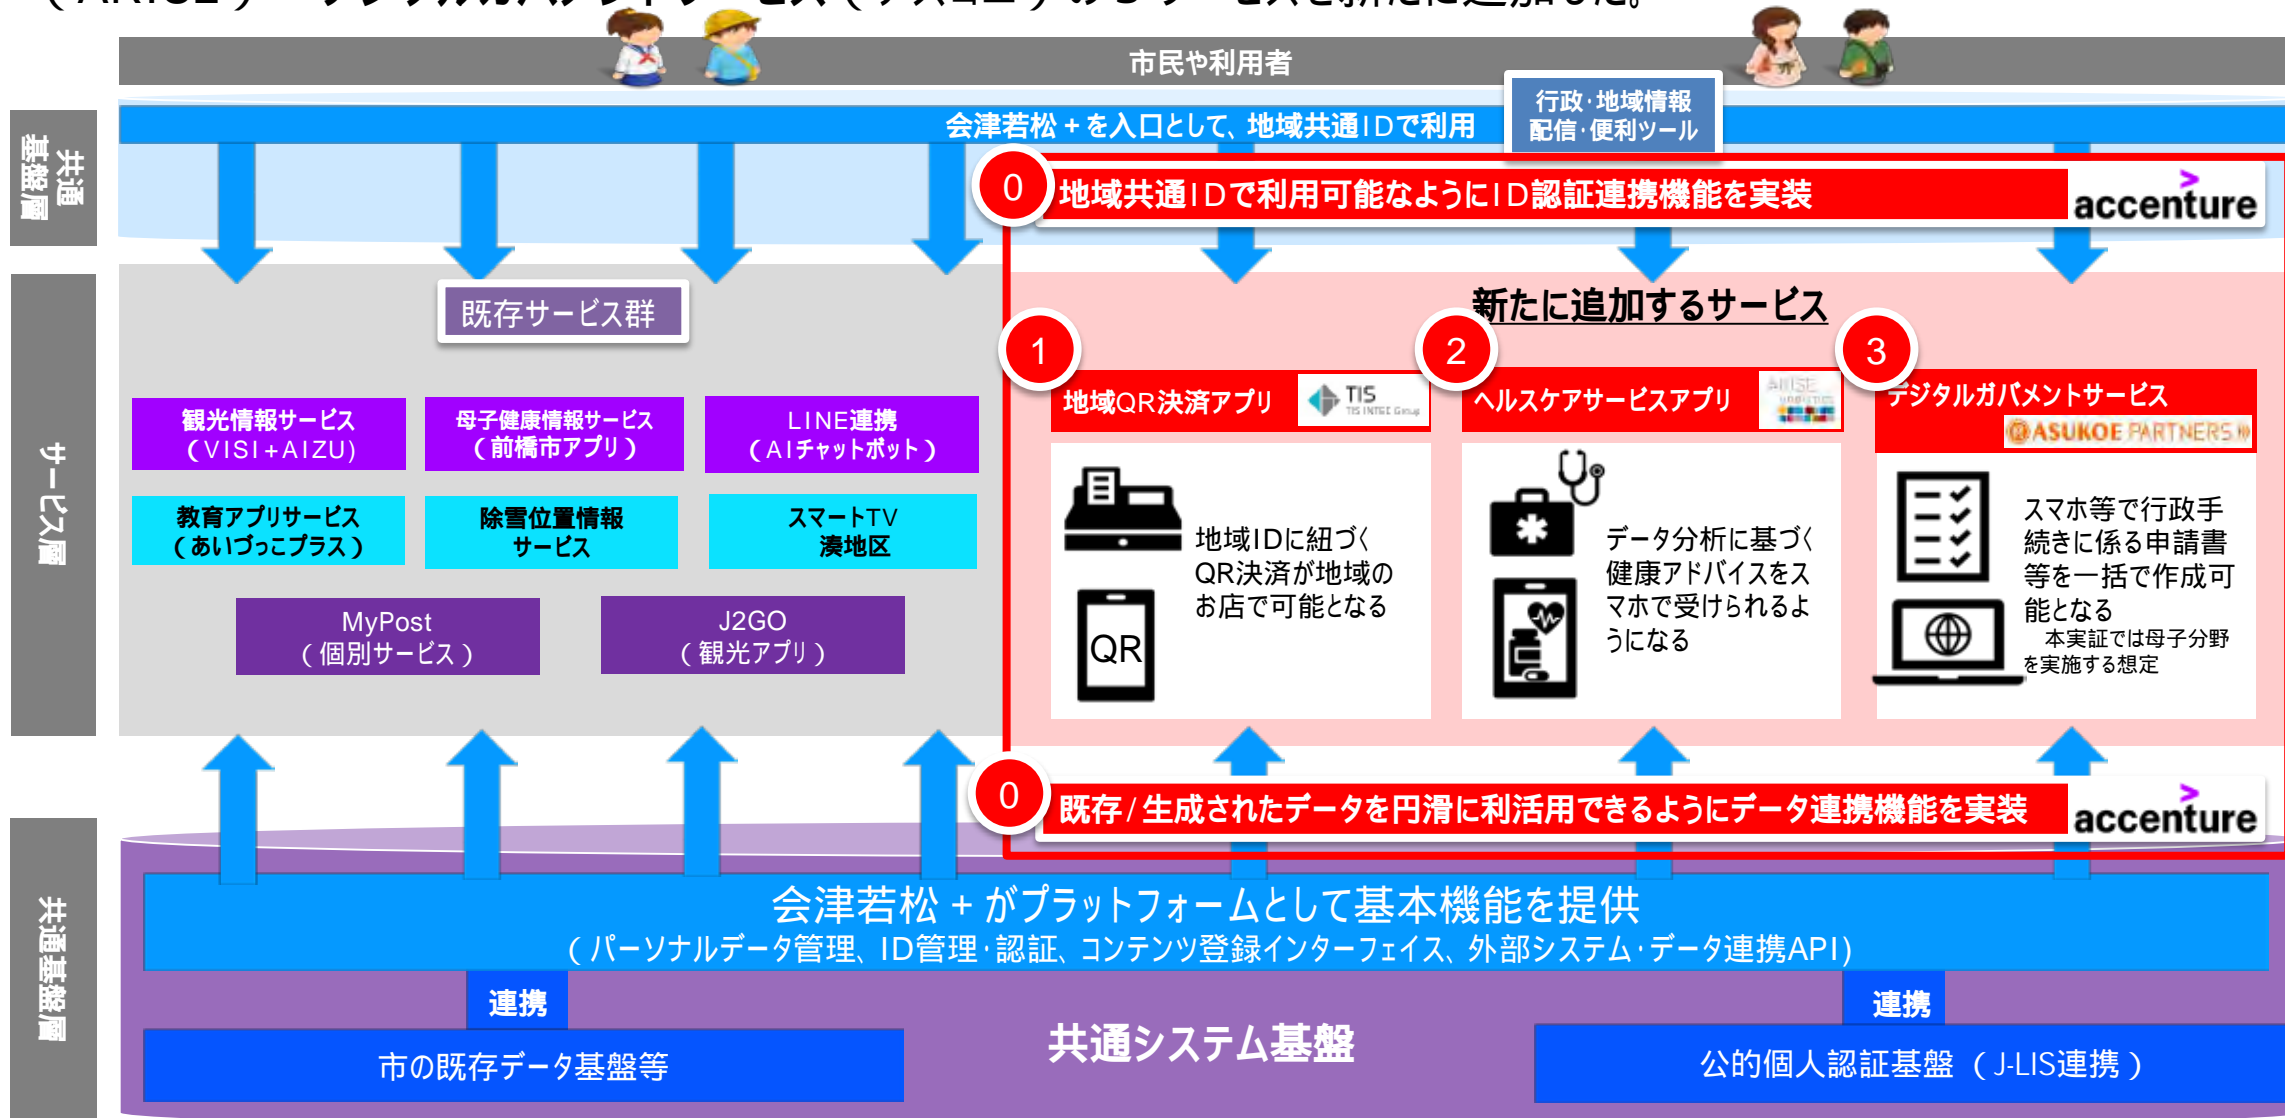 市民や利用者
会津若松+を入口として、地域共通IDで利用
行政・地域情報
配信・便利ツール
共通
基盤層
0
地域共通IDで利用可能なようにID認証連携機能を実装
accenture
サービス層
既存サービス群
観光情報サービス
(VISI+AIZU)
母子健康情報サービス
(前橋市アプリ)
LINE連携
(AIチャットボット)
教育アプリサービス
(あいづっこプラス)
除雪位置情報
サービス
スマートTV
湊地区
MyPost
(個別サービス)
J2GO
(観光アプリ)
新たに追加するサービス
1
地域QR決済アプリ
TIS
TIS INTEC Group
地域IDに紐づく
QR決済が地域の
お店で可能となる
QR
2
ヘルスケアサービスアプリ
ARISE
データ分析に基づく
健康アドバイスをス
マホで受けられるよ
うになる
3
デジタルガバメントサービス
ASUKOE PARTNERS
スマホ等で行政手
続きに係る申請書
等を一括で作成可
能となる
本実証では母子分野
を実施する想定
0
既存/生成されたデータを円滑に利活用できるようにデータ連携機能を実装
accenture
共通基盤層
会津若松+がプラットフォームとして基本機能を提供
(パーソナルデータ管理、ID管理・認証、コンテンツ登録インターフェイス、外部システム・データ連携API)
連携
連携
共通システム基盤
市の既存データ基盤等
公的個人認証基盤 (J-LIS連携)